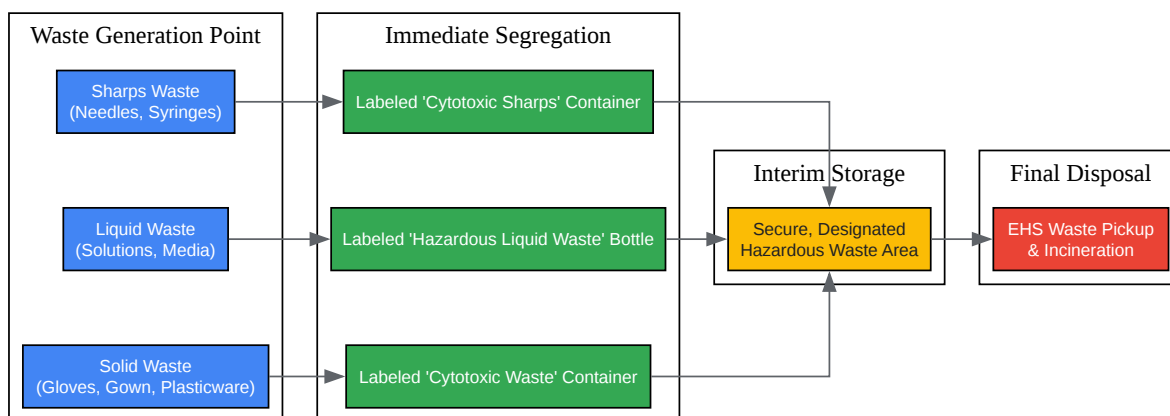 Waste Generation Point
Sharps Waste
(Needles, Syringes)
Liquid Waste
(Solutions, Media)
Solid Waste
(Gloves, Gown, Plasticware)
Immediate Segregation
Labeled 'Cytotoxic Sharps' Container
Labeled 'Hazardous Liquid Waste' Bottle
Labeled 'Cytotoxic Waste' Container
Interim Storage
Secure, Designated
Hazardous Waste Area
Final Disposal
EHS Waste Pickup
& Incineration